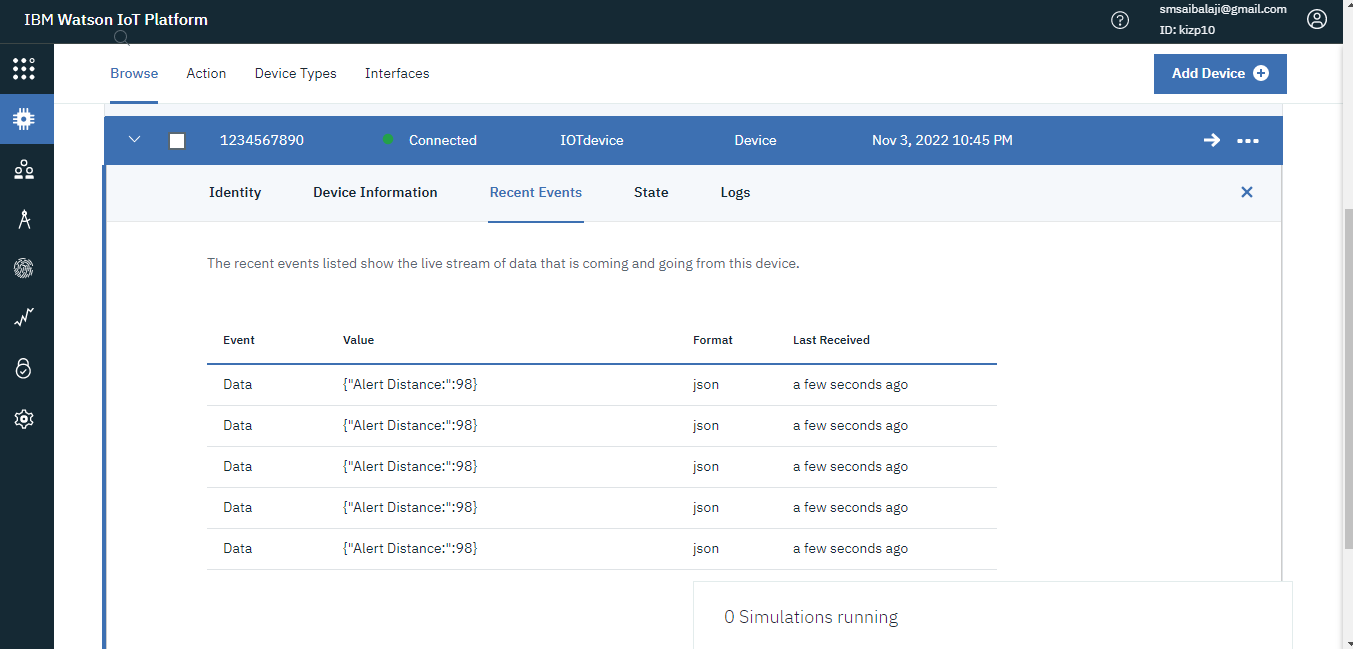 IBM Watson IoT Platform
smsaibalaji@gmail.com
ID: kizp10
Browse Action Device Types Interfaces
Add Device
1234567890 Connected IOTdevice Device Nov 3, 2022 10:45 PM
Identity Device Information Recent Events State Logs
The recent events listed show the live stream of data that is coming and going from this device.
Event Value Format Last Received
Data {"Alert Distance:":98} json a few seconds ago
Data {"Alert Distance:":98} json a few seconds ago
Data {"Alert Distance:":98} json a few seconds ago
Data {"Alert Distance:":98} json a few seconds ago
Data {"Alert Distance:":98} json a few seconds ago
0 Simulations running